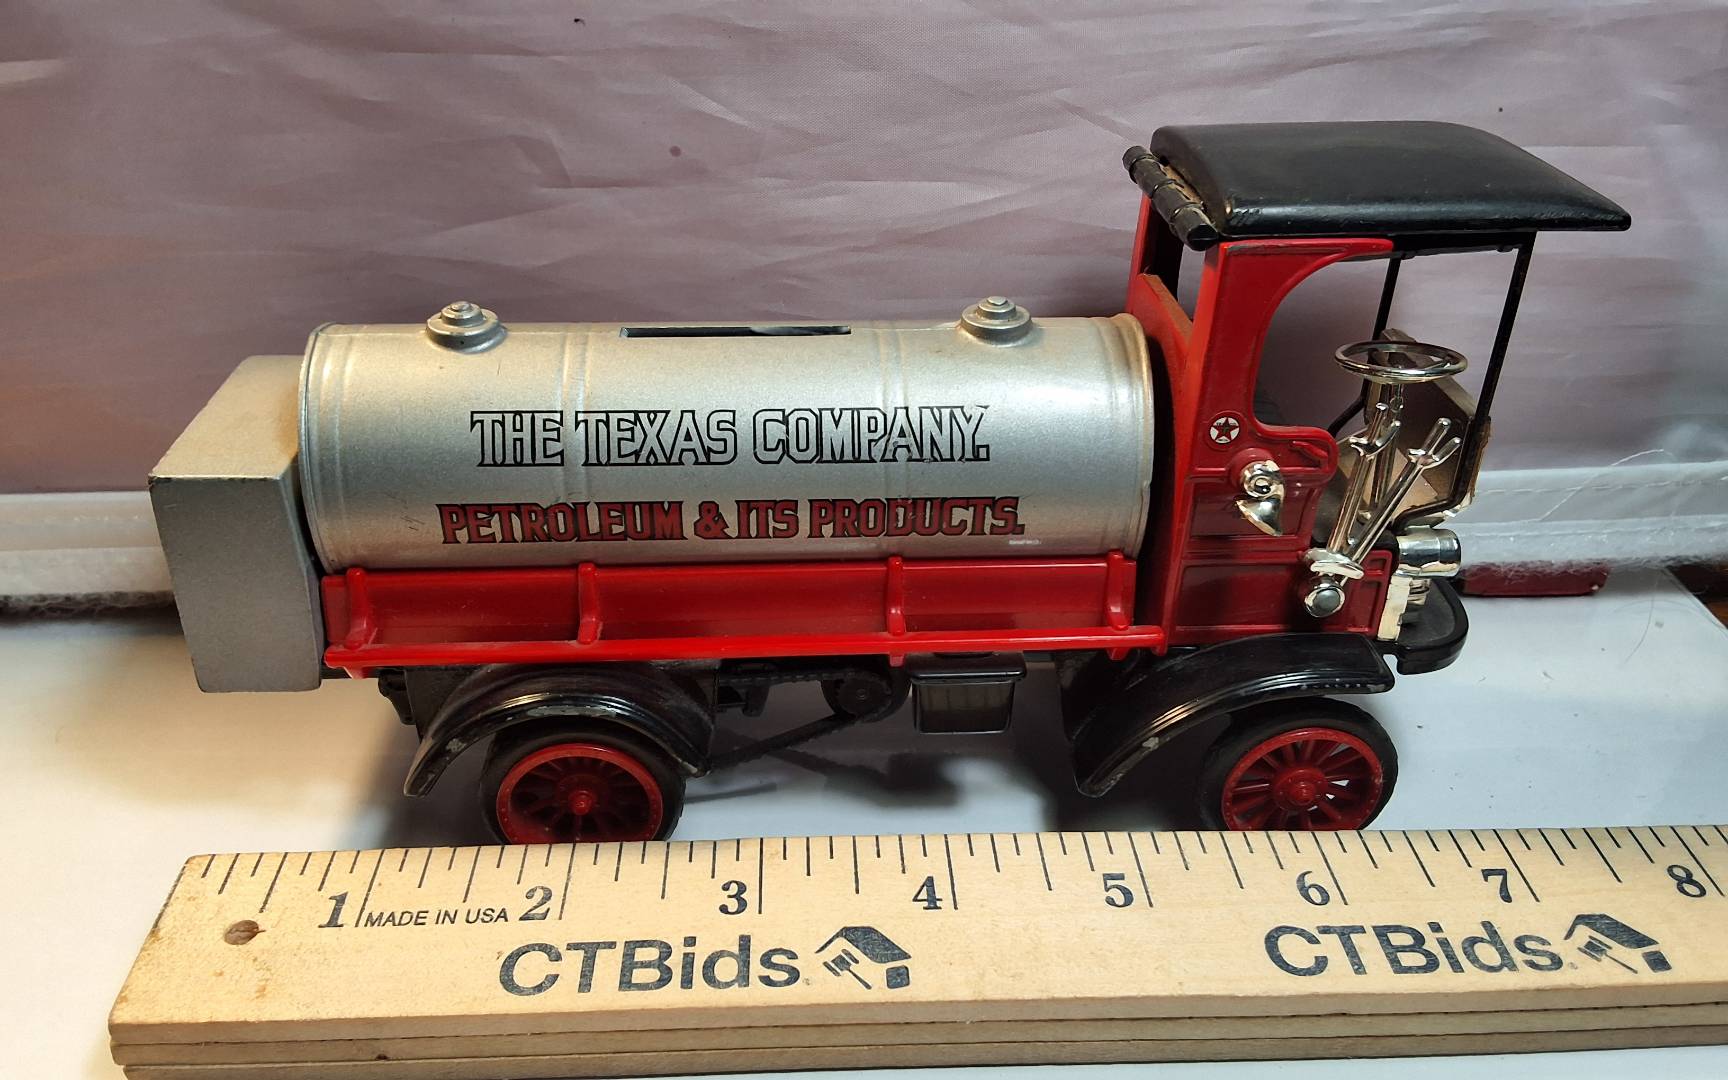 THE TEXAS COMPANY.
PETROLEUM & ITS PRODUCTS.
1 2 3 4 5 6 7 8
MADE IN USA
CTBids CTBids